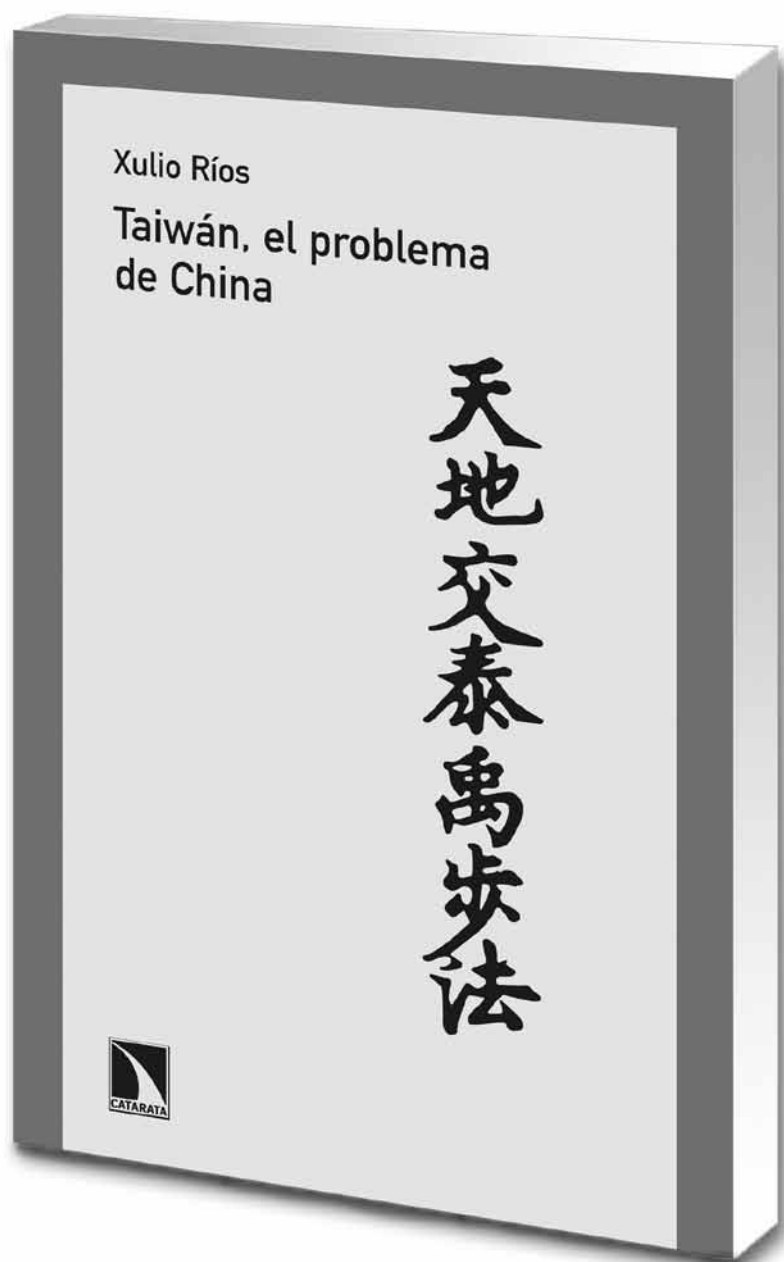 Xulio Ríos
Taiwán, el problema
de China
天地交泰禹步法
CATARATA